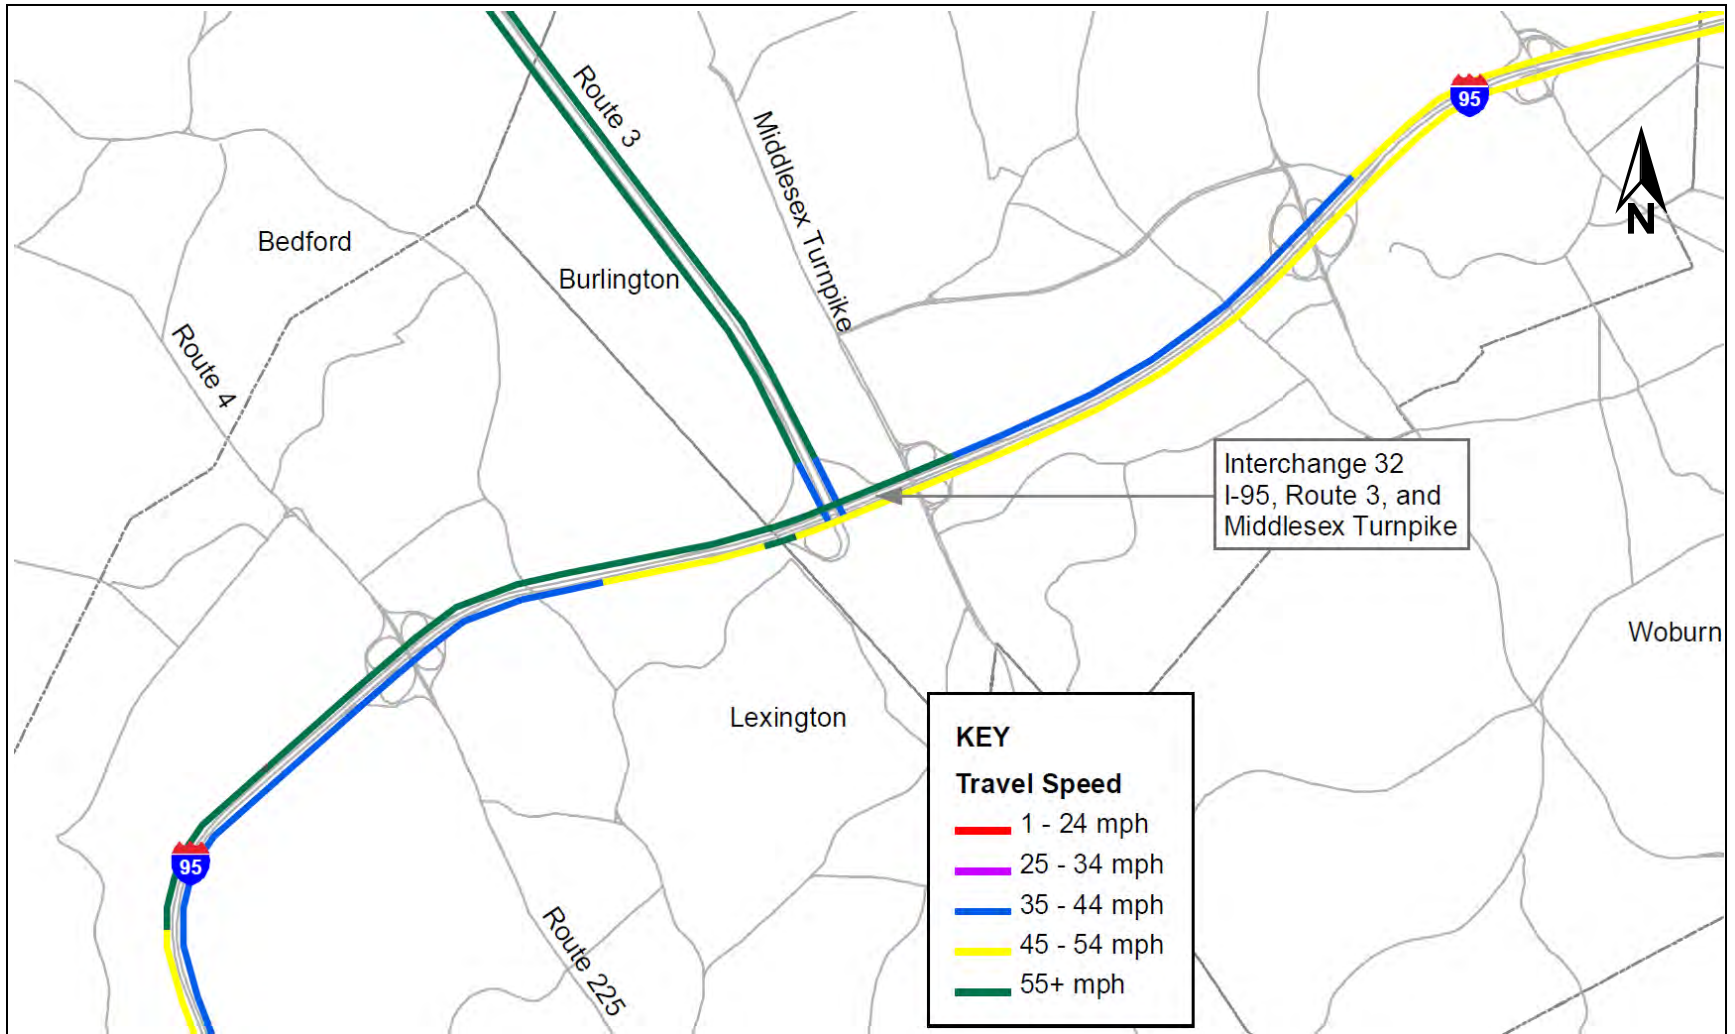 Route 3
95
Middlesex Turnpike
N
Bedford
Burlington
Route 4
Interchange 32
I-95, Route 3, and
Middlesex Turnpike
Woburn
Lexington
KEY
Travel Speed
1 - 24 mph
25 - 34 mph
35 - 44 mph
45 - 54 mph
55+ mph
95
Route 225